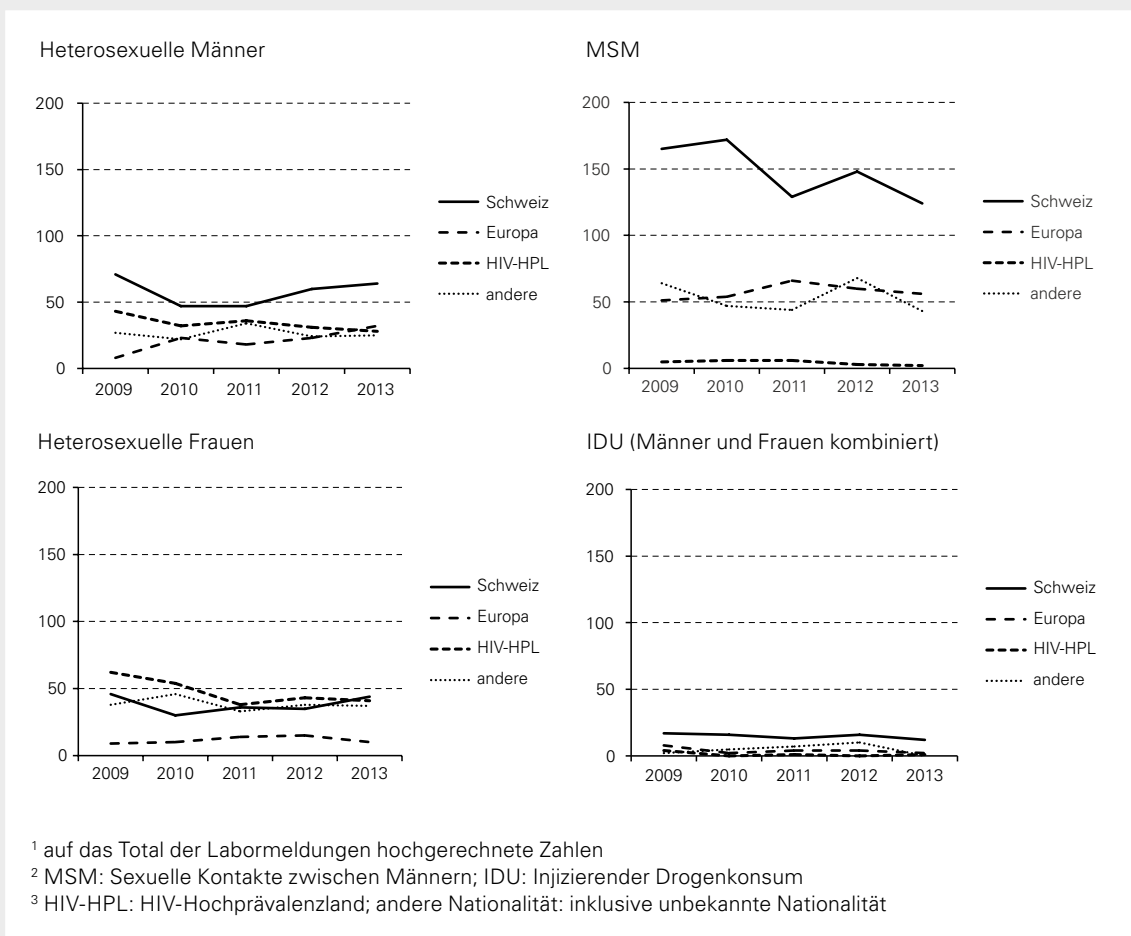 Heterosexuelle Männer
200
150
100
50
0
2009 2010 2011 2012 2013
Schweiz
Europa
HIV-HPL
andere
MSM
200
150
100
50
0
2009 2010 2011 2012 2013
Schweiz
Europa
HIV-HPL
andere
Heterosexuelle Frauen
200
150
100
50
0
2009 2010 2011 2012 2013
Schweiz
Europa
HIV-HPL
andere
IDU (Männer und Frauen kombiniert)
200
150
100
50
0
2009 2010 2011 2012 2013
Schweiz
Europa
HIV-HPL
andere
¹ auf das Total der Labormeldungen hochgerechnete Zahlen
² MSM: Sexuelle Kontakte zwischen Männern; IDU: Injizierender Drogenkonsum
³ HIV-HPL: HIV-Hochprävalenzland; andere Nationalität: inklusive unbekannte Nationalität